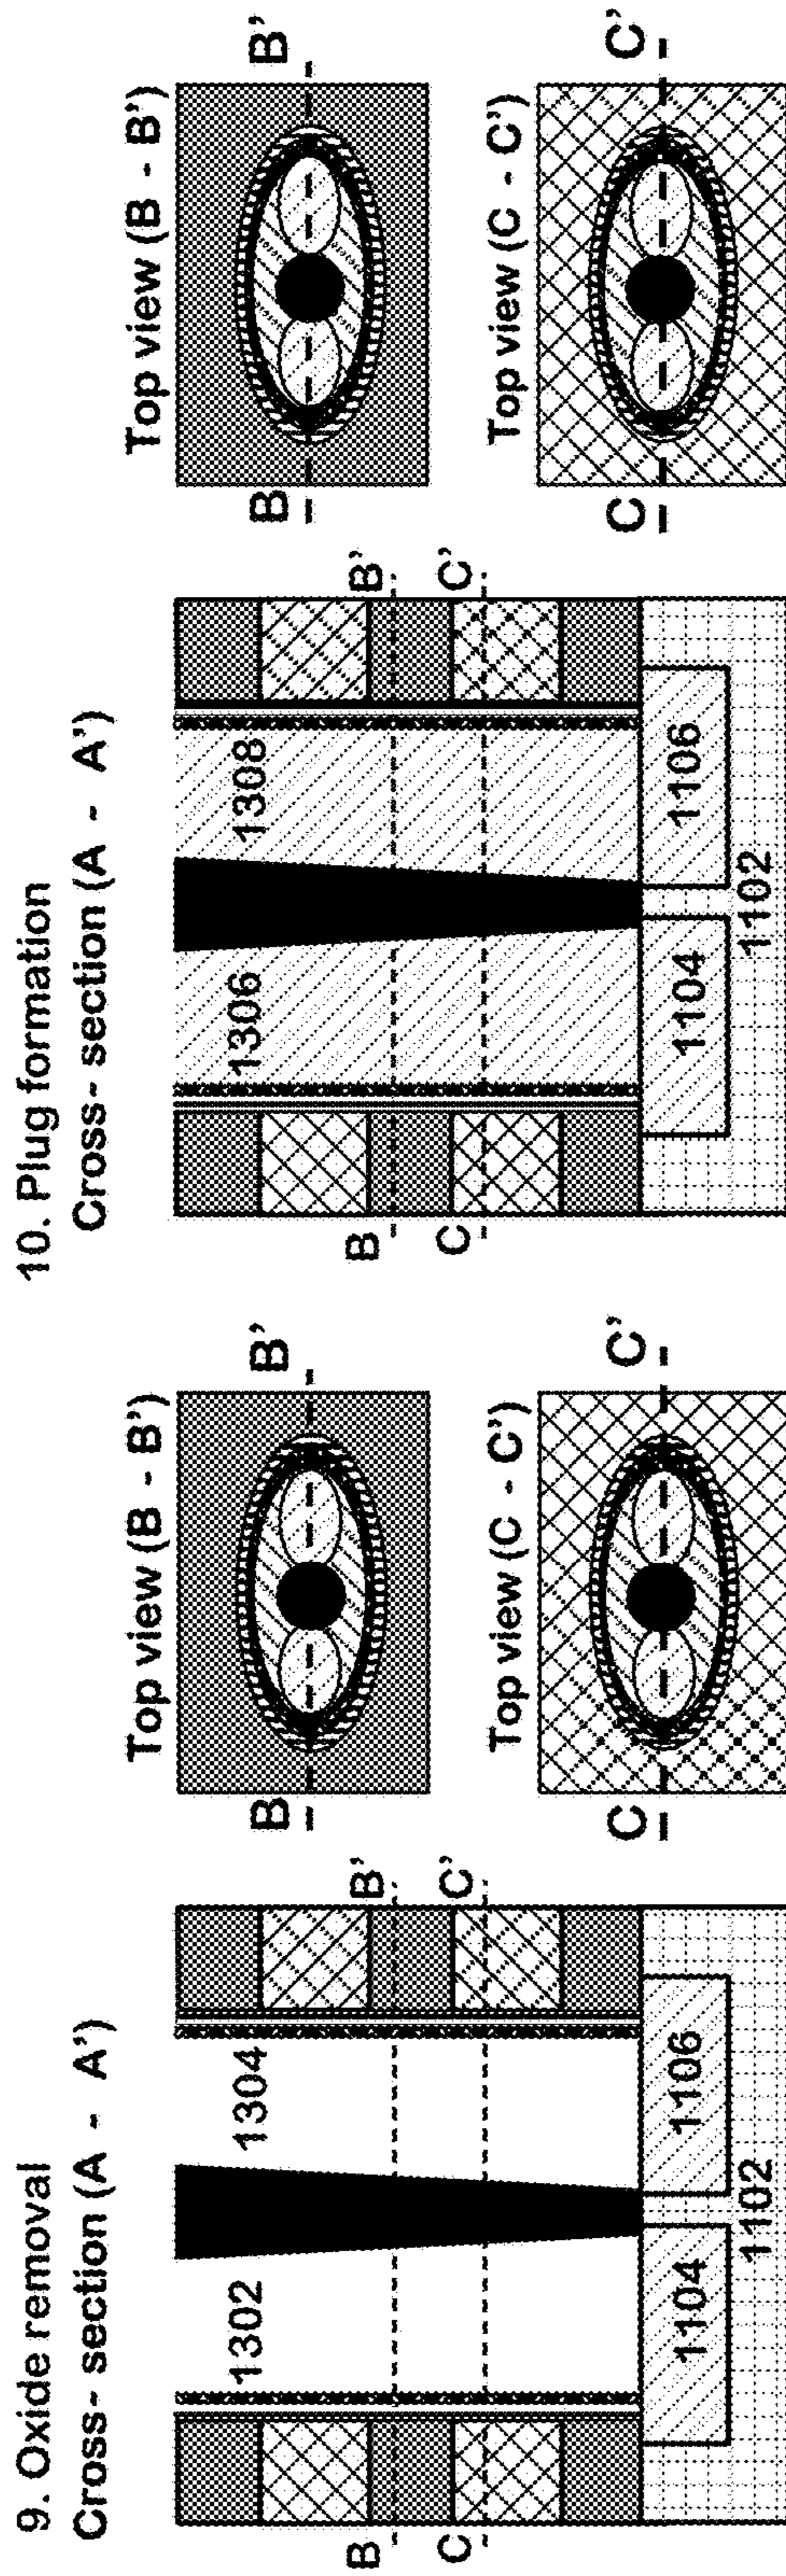 9. Oxide removal
Cross- section (A - A')
1302
1304
B
B'
C
C'
1104
1106
1102
Top view (B - B')
B
B'
Top view (C - C')
C
C'
10. Plug formation
Cross- section (A - A')
1306
1308
B
B'
C
C'
1104
1106
1102
Top view (B - B')
B
B'
Top view (C - C')
C
C'